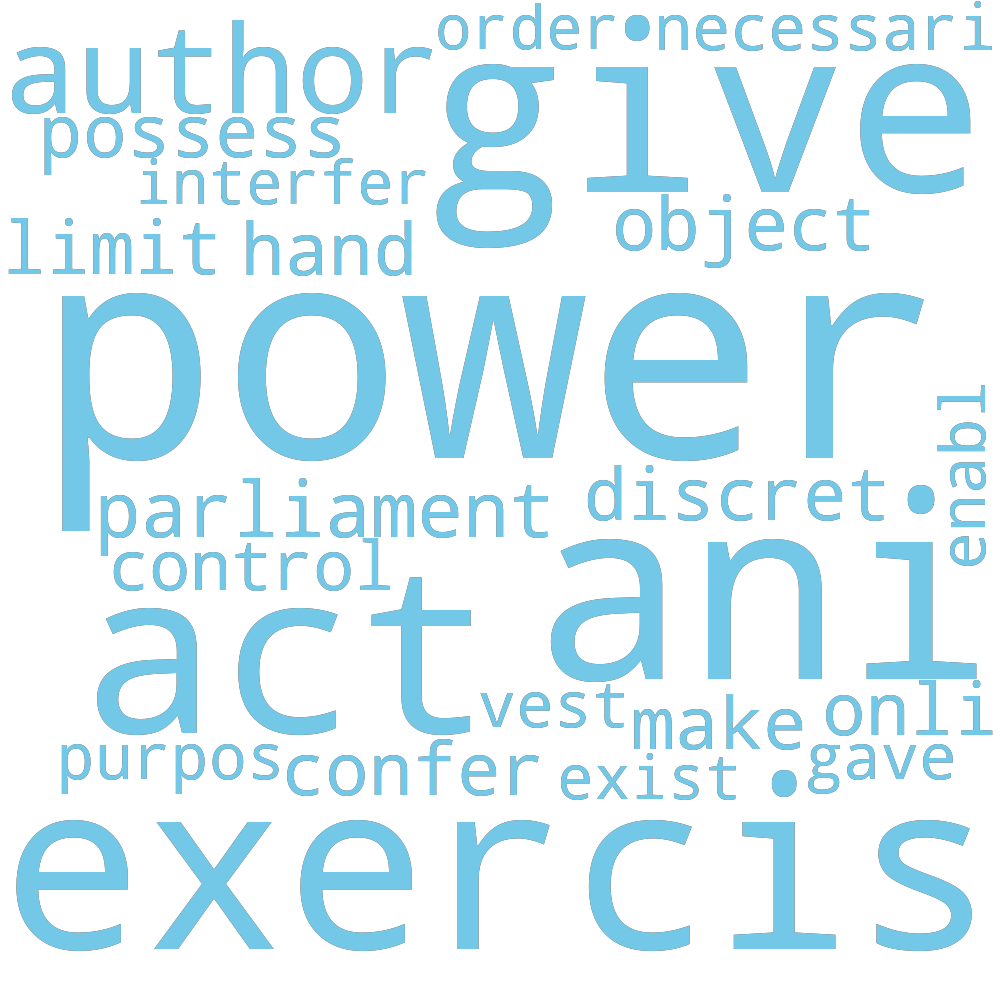 order necessari
author give
possess
interfer
object
limit hand
power
enabl
parliament discret
control
act ani
vest make onli
purpos confer exist gave
exercis